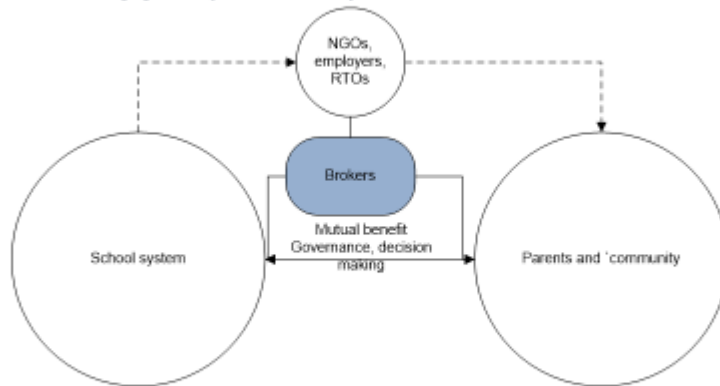 NGOs,
employers,
RTOs
Brokers
Mutual benefit
Governance, decision
making
School system
Parents and `community